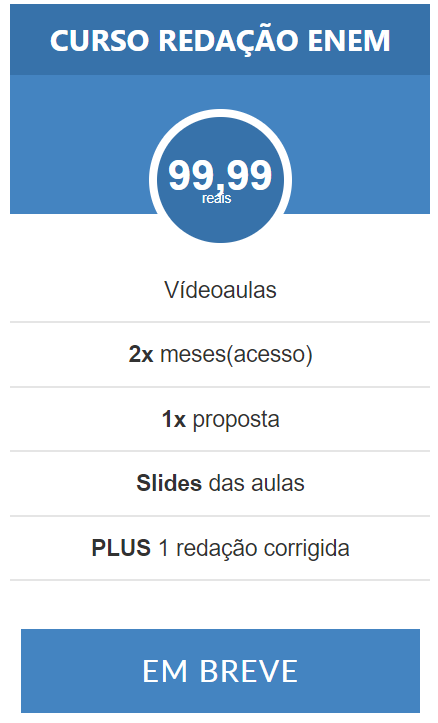 CURSO REDAÇÃO ENEM
99,99
reais
Vídeoaulas
2x meses(acesso)
1x proposta
Slides das aulas
PLUS 1 redação corrigida
EM BREVE